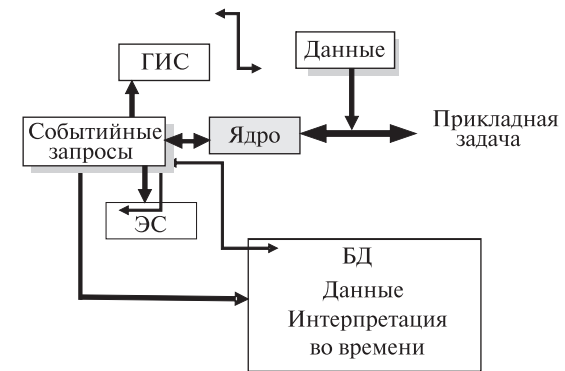 ГИС
Данные
Событийные
запросы
Ядро
Прикладная
задача
ЭС
БД
Данные
Интерпретация
во времени